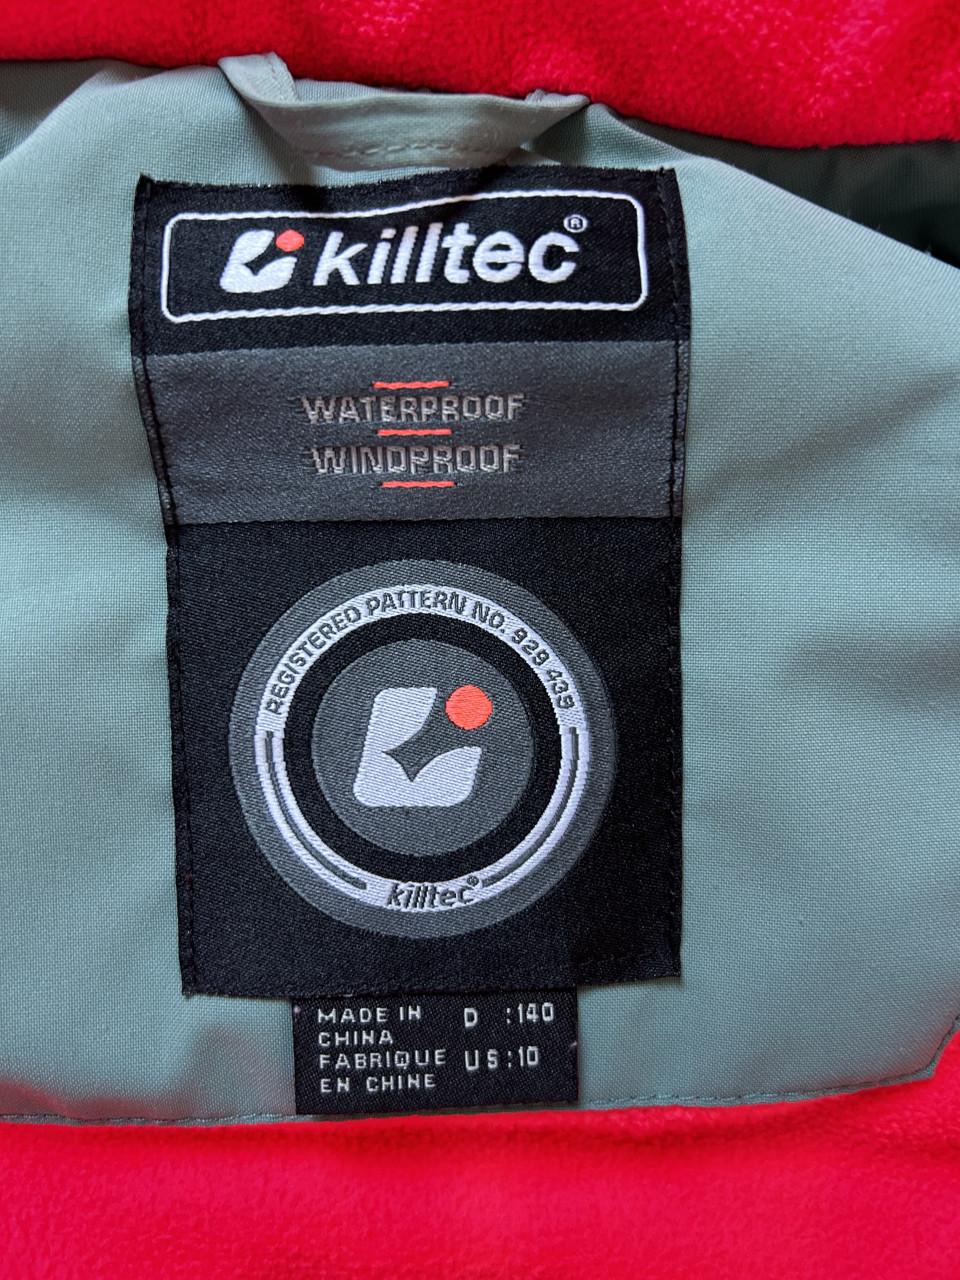 killtec®
WATERPROOF
WINDPROOF
REGISTERED PATTERN NO. 929 439
killtec®
MADE IN CHINA
FABRIQUE EN CHINE
D :140
US:10